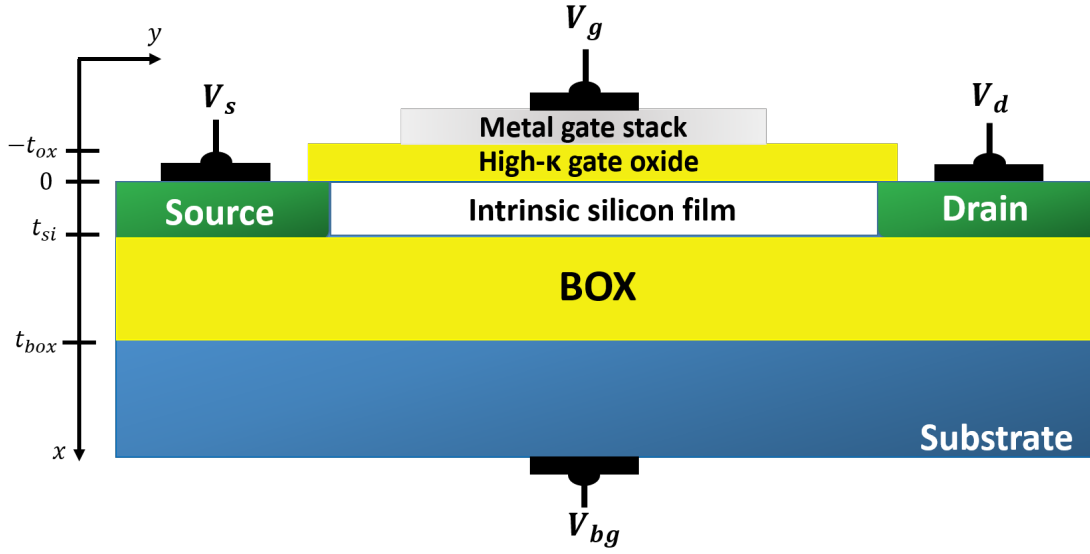 y
V_g
V_s
V_d
Metal gate stack
-t_ox
High-κ gate oxide
0
Source
Intrinsic silicon film
Drain
t_si
BOX
t_box
Substrate
x
V_bg